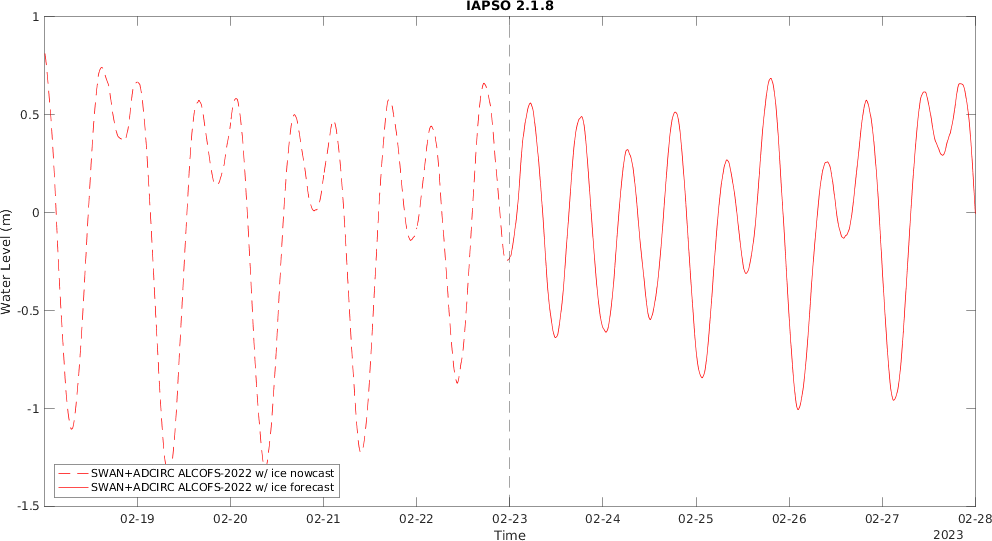 IAPSO 2.1.8
1
0.5
0
-0.5
-1
-1.5
Water Level (m)
SWAN+ADCIRC ALCOFS-2022 w/ ice nowcast
SWAN+ADCIRC ALCOFS-2022 w/ ice forecast
02-19 02-20 02-21 02-22 02-23 02-24 02-25 02-26 02-27 02-28
Time
2023